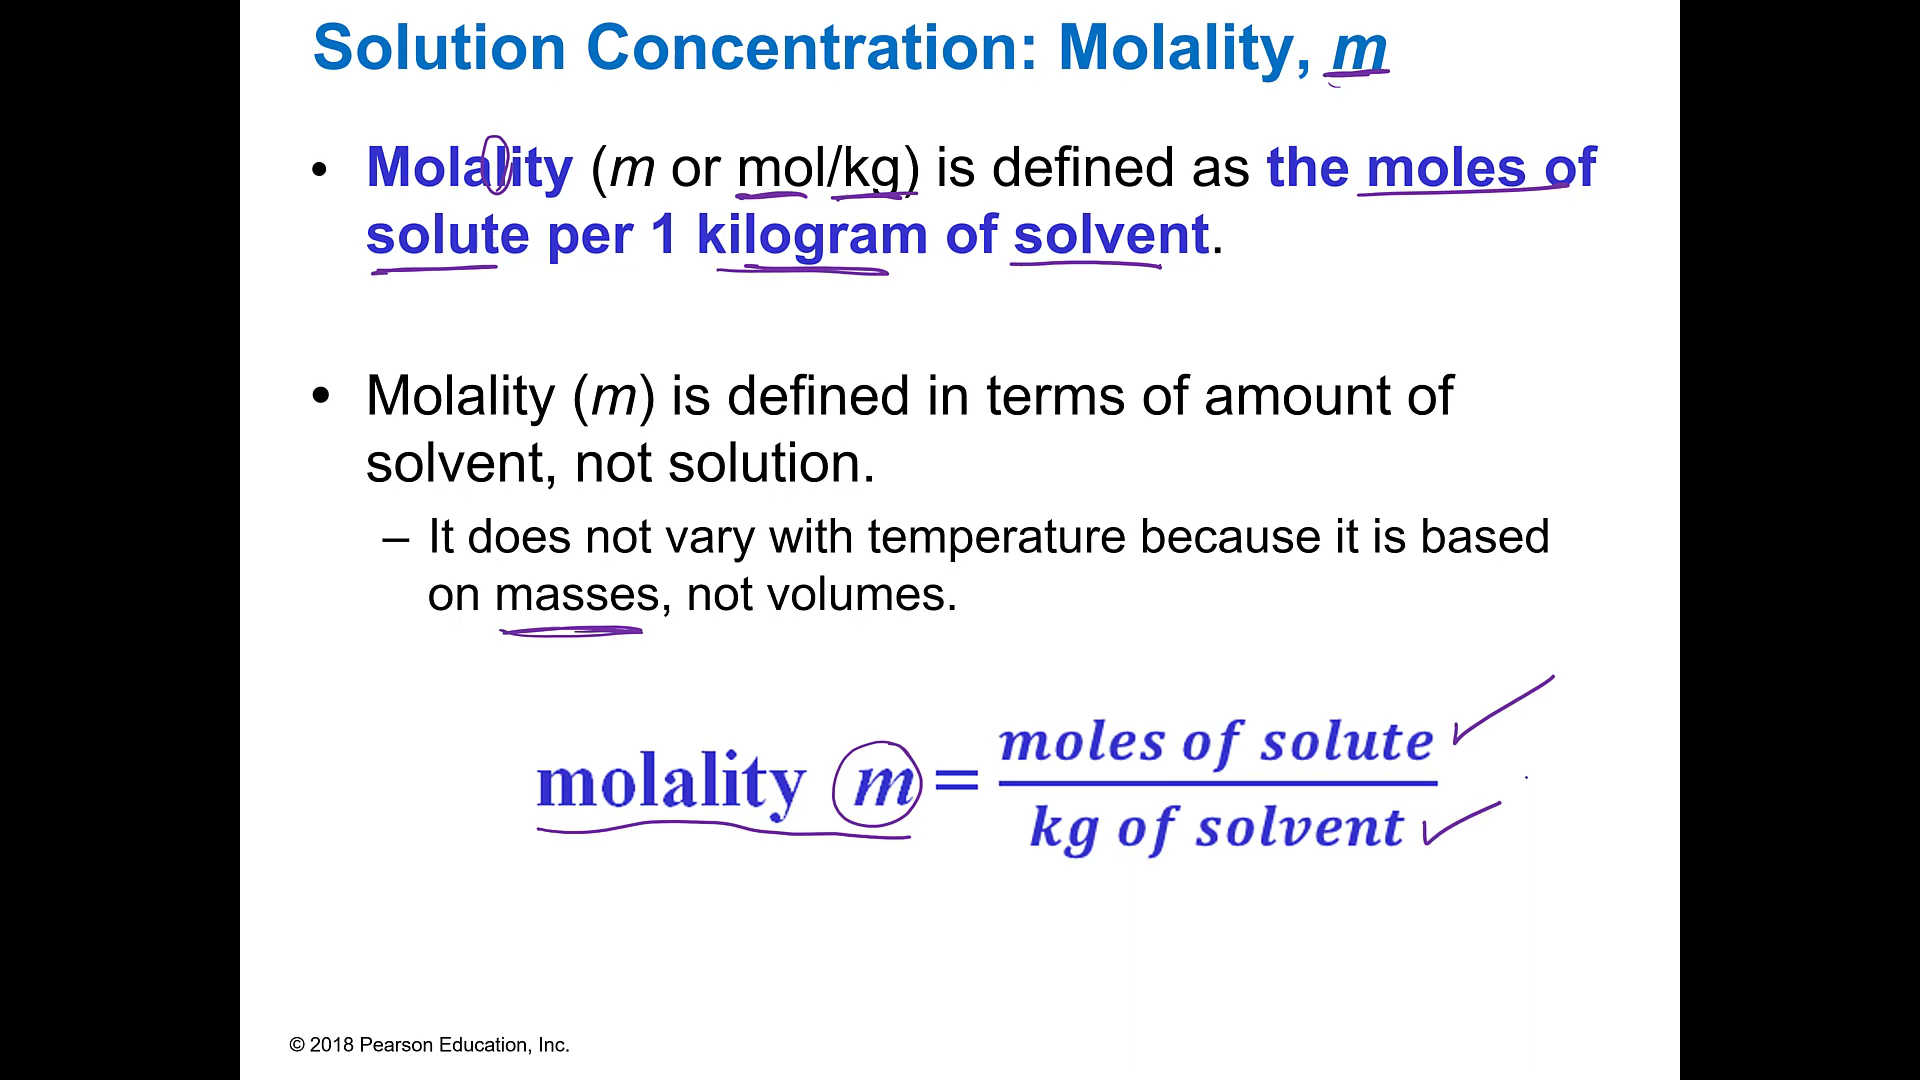 Solution Concentration: Molality, m
• Molality (m or mol/kg) is defined as the moles of
solute per 1 kilogram of solvent.
• Molality (m) is defined in terms of amount of
solvent, not solution.
– It does not vary with temperature because it is based
on masses, not volumes.
molality m = moles of solute / kg of solvent
© 2018 Pearson Education, Inc.